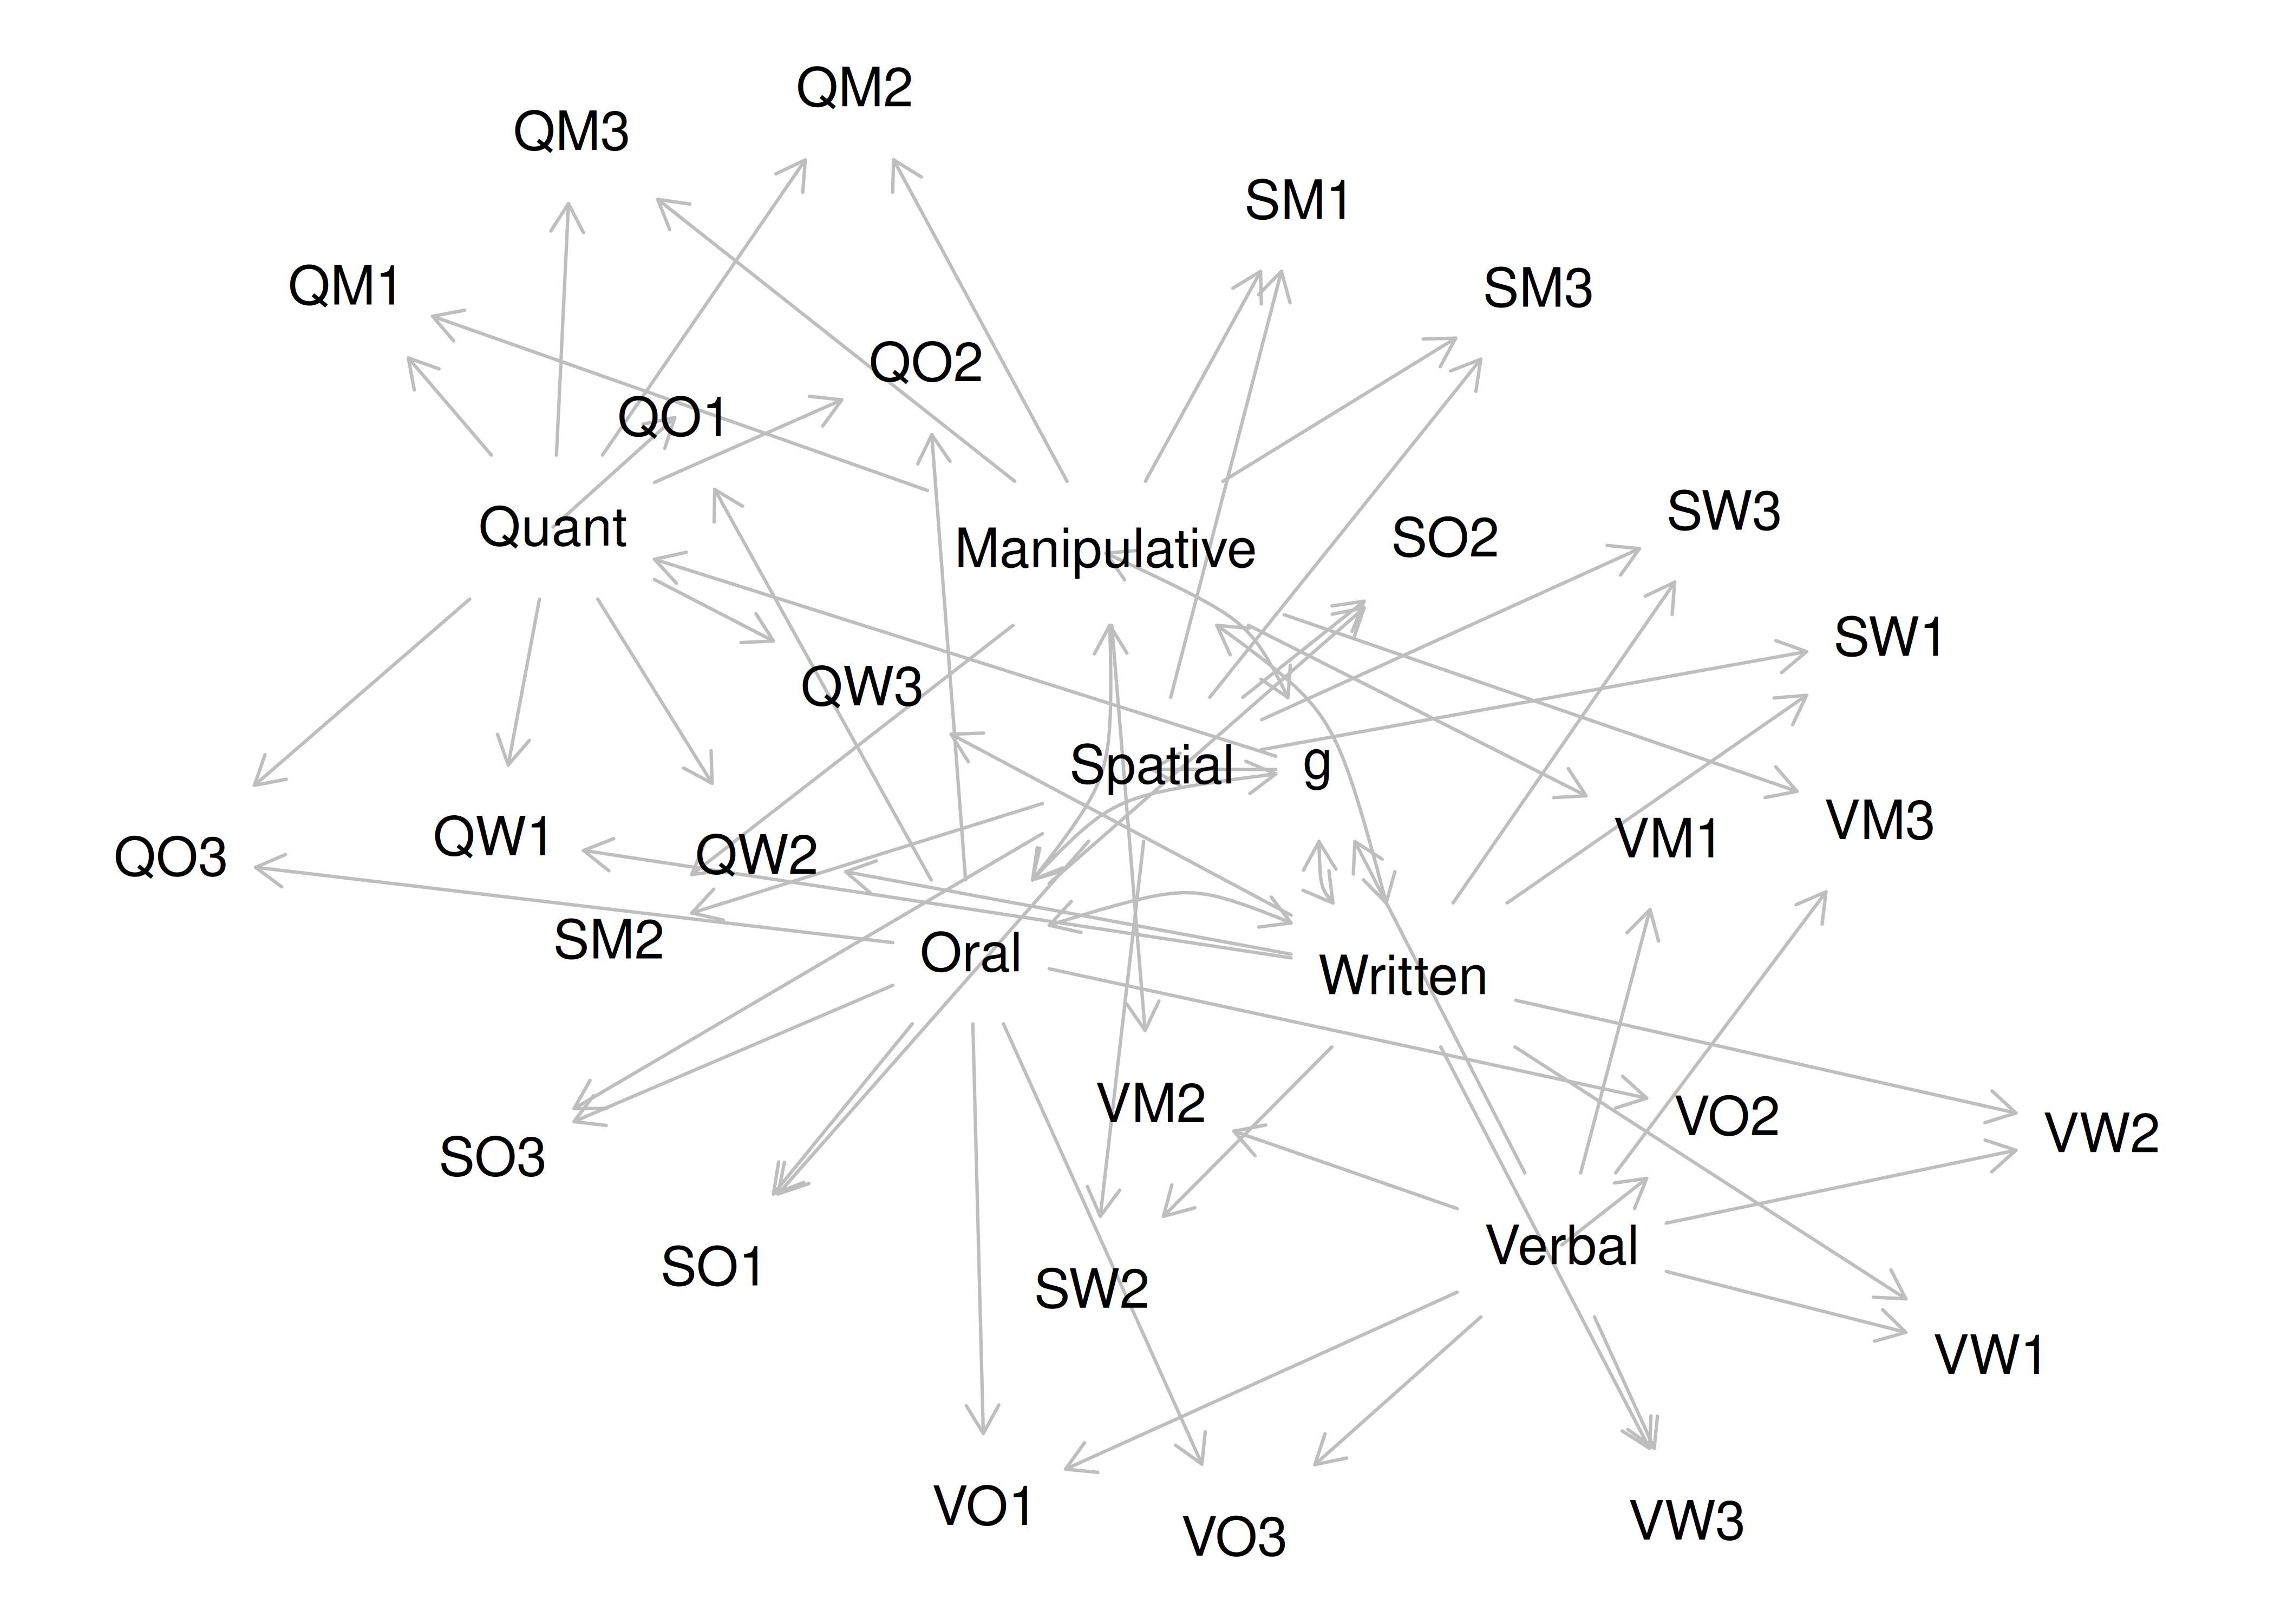 QM2
QM3
SM1
QM1
SM3
QO2
QO1
SW3
Quant
SO2
Manipulative
SW1
QW3
Spatial
g
VM3
QW1
VM1
QW2
QO3
SM2
Oral
Written
VM2
VO2
VW2
SO3
Verbal
SO1
SW2
VW1
VO1
VW3
VO3